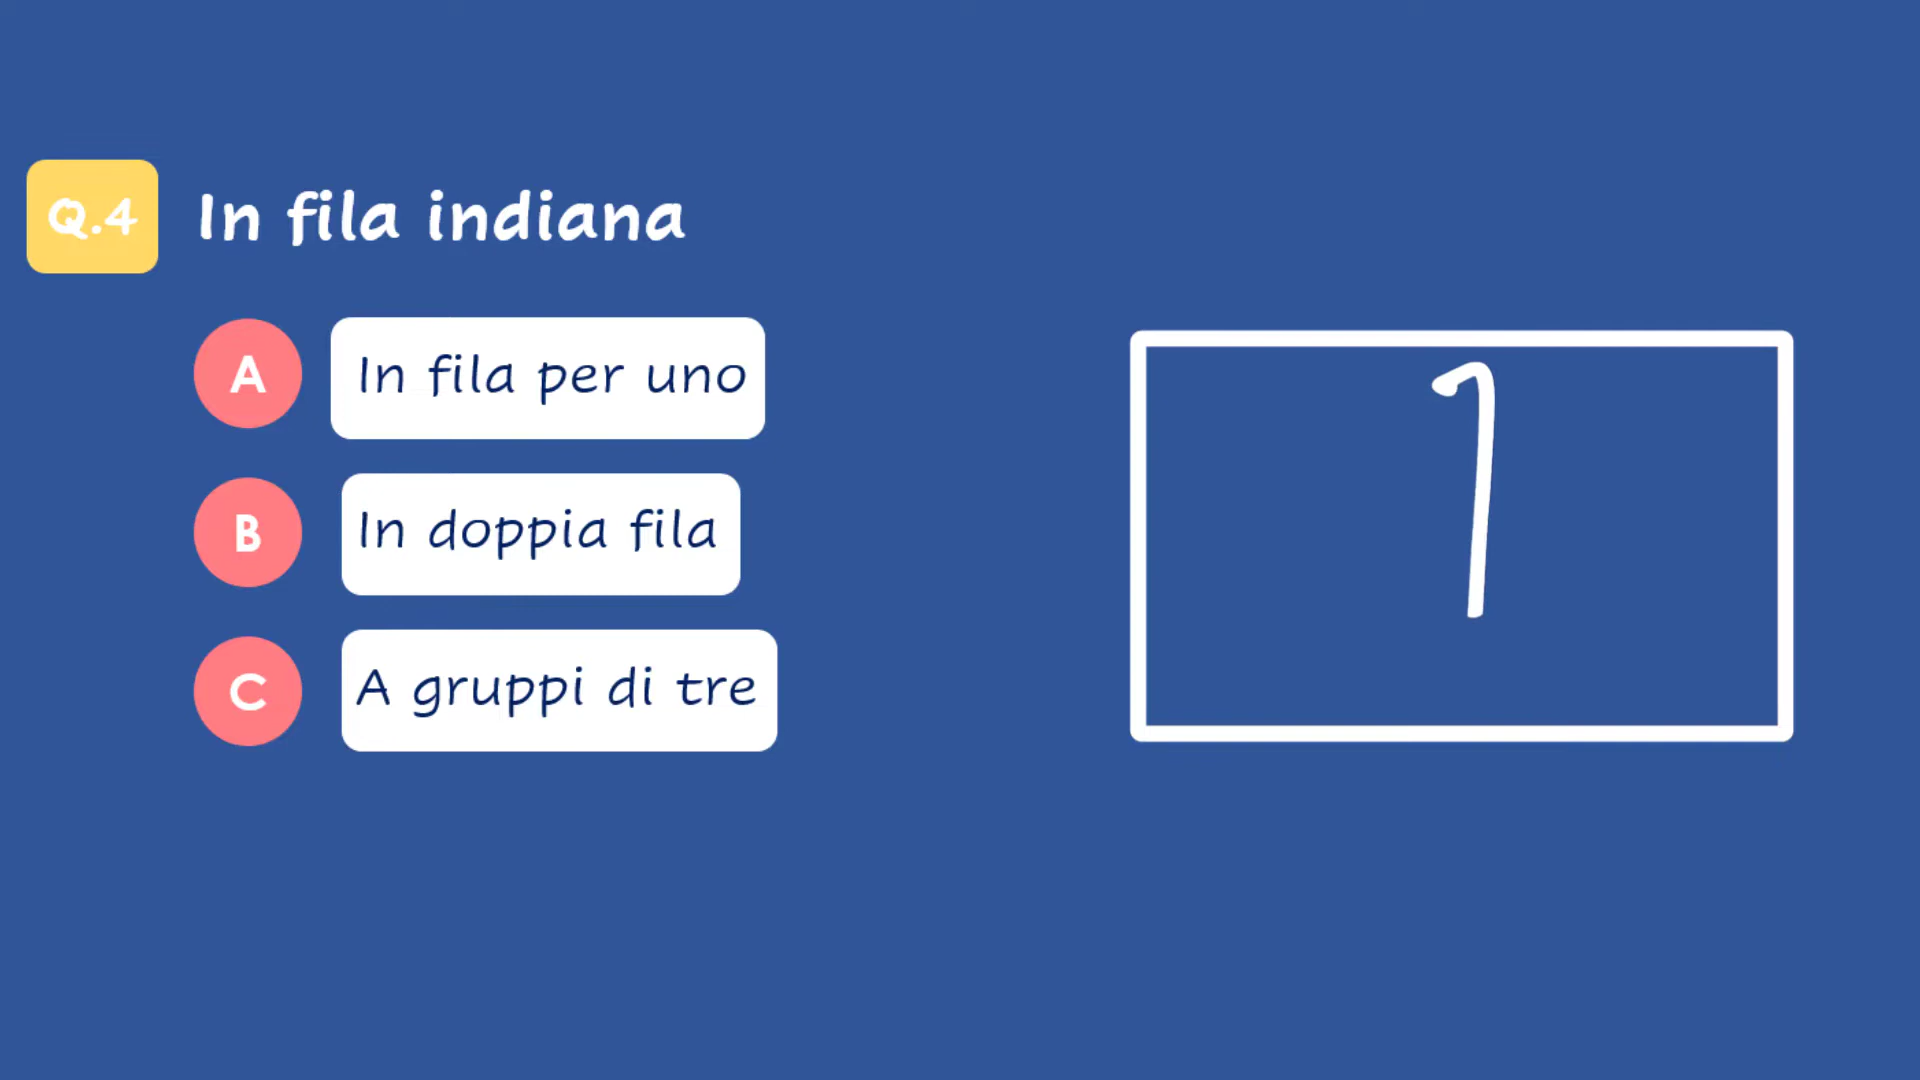 Q.4 In fila indiana
A In fila per uno
B In doppia fila
C A gruppi di tre
1